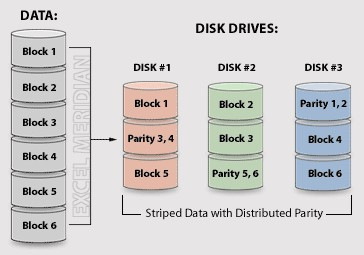 DATA:
DISK DRIVES:
Block 1
Block 2
Block 3
Block 4
Block 5
Block 6
EXCEL MERIDIAN
DISK #1
Block 1
Parity 3, 4
Block 5
DISK #2
Block 2
Block 3
Parity 5, 6
DISK #3
Parity 1, 2
Block 4
Block 6
Striped Data with Distributed Parity